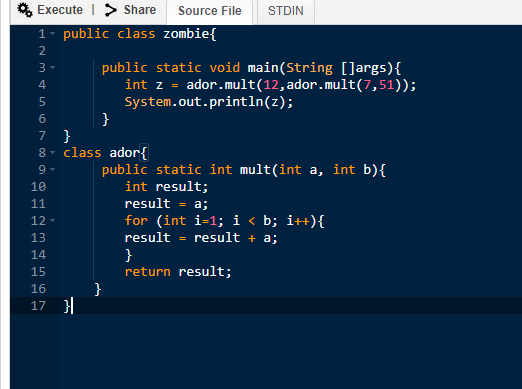 Execute | Share Source File STDIN
1 public class zombie{
2
3 public static void main(String []args){
4 int z = ador.mult(12,ador.mult(7,51));
5 System.out.println(z);
6 }
7 }
8 class ador{
9 public static int mult(int a, int b){
10 int result;
11 result = a;
12 for (int i=1; i < b; i++){
13 result = result + a;
14 }
15 return result;
16 }
17 }